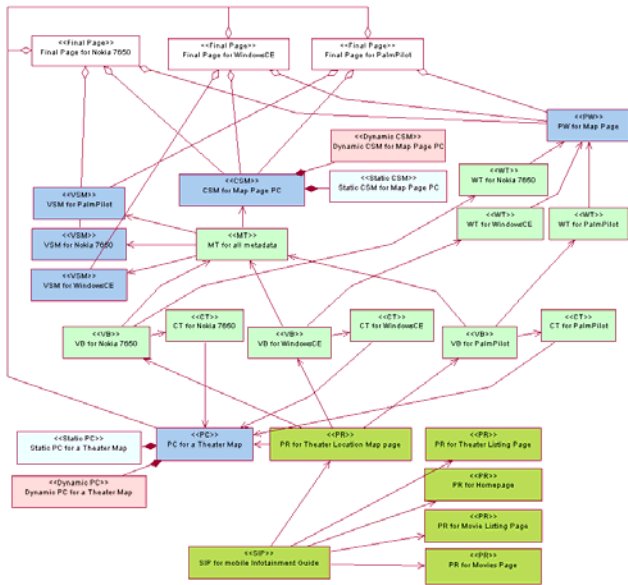 <<Final Page>>
Final Page for Nokia 7650
<<Final Page>>
Final Page for WindowsCE
<<Final Page>>
Final Page for PalmPilot
<<PW>>
PW for Map Page
<<Dynamic CSM>>
Dynamic CSM for Map Page PC
<<CSM>>
CSM for Map Page PC
<<Static CSM>>
Static CSM for Map Page PC
<<WT>>
WT for Nokia 7650
<<VSM>>
VSM for PalmPilot
<<VSM>>
VSM for Nokia 7650
<<VSM>>
VSM for WindowsCE
<<MT>>
MT for all metadata
<<WT>>
WT for WindowsCE
<<WT>>
WT for PalmPilot
<<VB>>
VB for Nokia 7650
<<CT>>
CT for Nokia 7650
<<VB>>
VB for WindowsCE
<<CT>>
CT for WindowsCE
<<VB>>
VB for PalmPilot
<<CT>>
CT for PalmPilot
<<Static PC>>
Static PC for a Theater Map
<<PC>>
PC for a Theater Map
<<PR>>
PR for Theater Location Map page
<<PR>>
PR for Theater Listing Page
<<Dynamic PC>>
Dynamic PC for a Theater Map
<<PR>>
PR for Homepage
<<PR>>
PR for Movie Listing Page
<<SIP>>
SIP for mobile Infotainment Guide
<<PR>>
PR for Movies Page